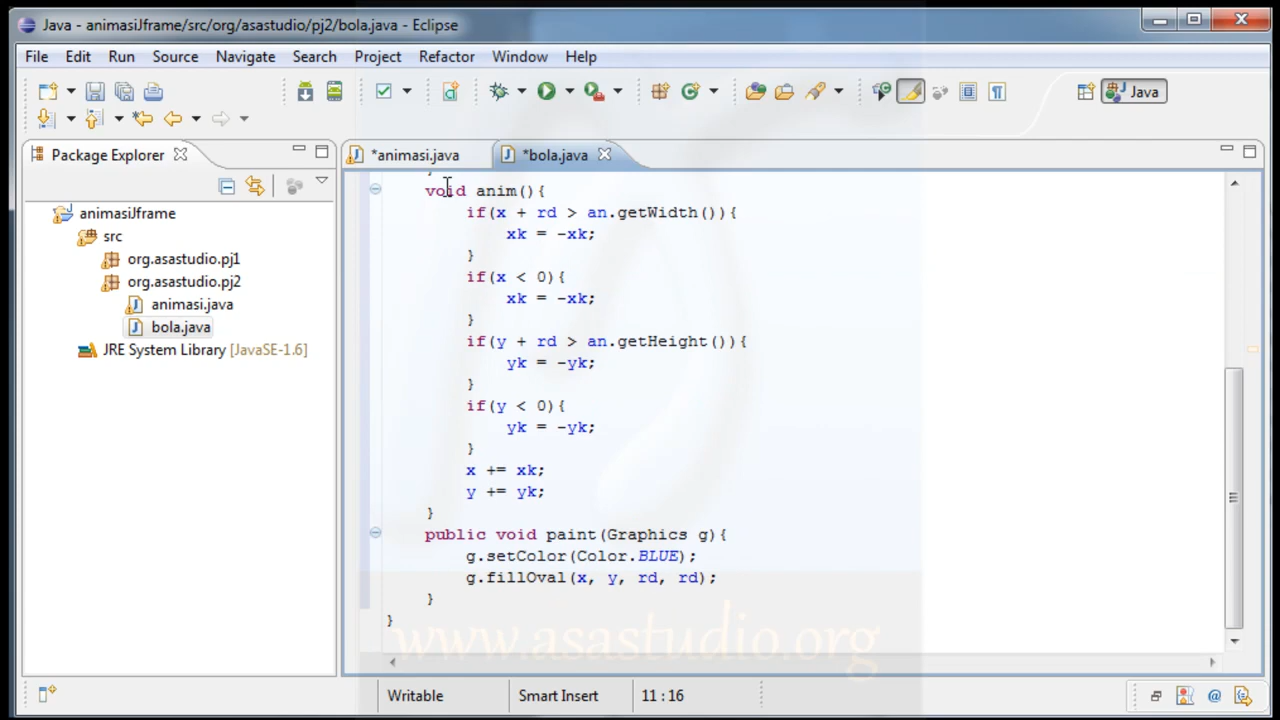 Java - animasiJframe/src/org/asastudio/pj2/bola.java - Eclipse
File Edit Run Source Navigate Search Project Refactor Window Help
Java
Package Explorer
*animasi.java *bola.java
animasiJframe
src
org.asastudio.pj1
org.asastudio.pj2
animasi.java
bola.java
JRE System Library [JavaSE-1.6]
void anim(){
if(x + rd > an.getWidth()){
xk = -xk;
}
if(x < 0){
xk = -xk;
}
if(y + rd > an.getHeight()){
yk = -yk;
}
if(y < 0){
yk = -yk;
}
x += xk;
y += yk;
}
public void paint(Graphics g){
g.setColor(Color.BLUE);
g.fillOval(x, y, rd, rd);
}
}
www.asastudio.org
Writable Smart Insert 11 : 16